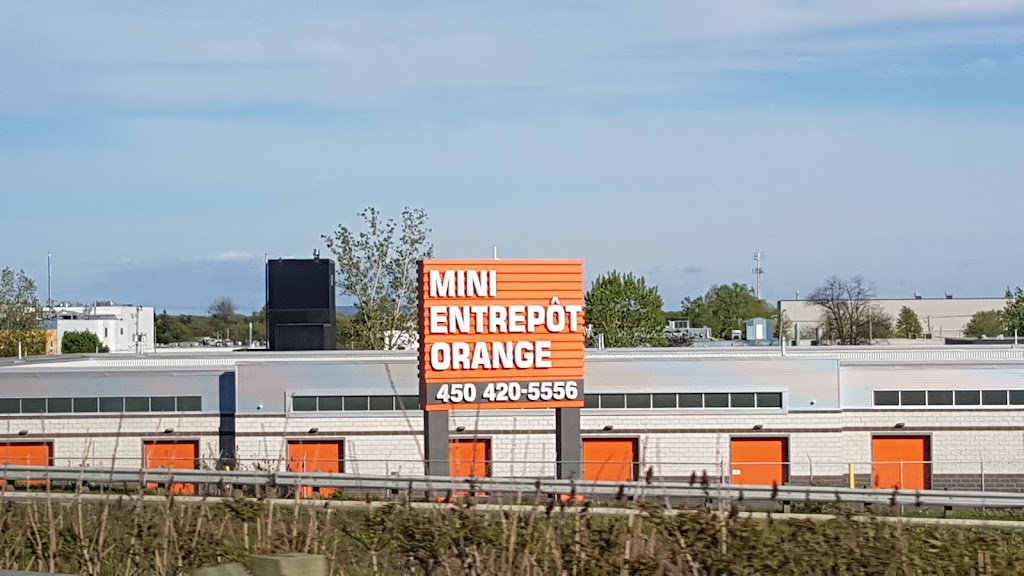 MINI
ENTREPÔT
ORANGE
450 420-5556